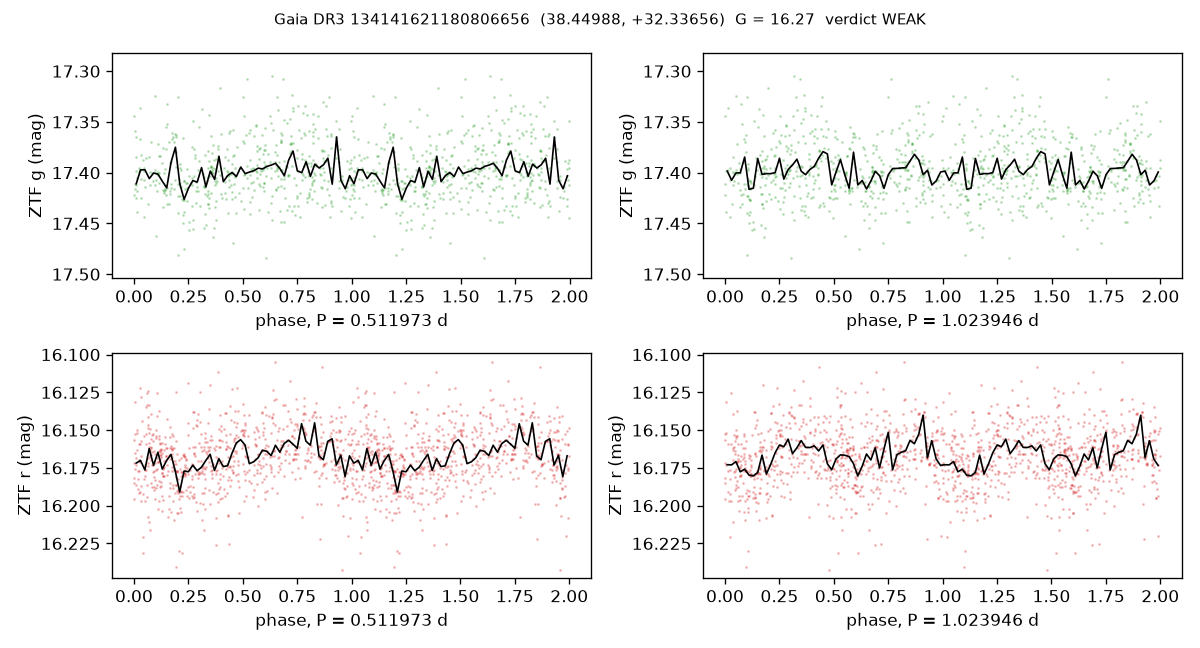 Gaia DR3 134141621180806656 (38.44988, +32.33656) G = 16.27 verdict WEAK
ZTF g (mag)
17.30
17.35
17.40
17.45
17.50
0.00 0.25 0.50 0.75 1.00 1.25 1.50 1.75 2.00
phase, P = 0.511973 d
ZTF g (mag)
17.30
17.35
17.40
17.45
17.50
0.00 0.25 0.50 0.75 1.00 1.25 1.50 1.75 2.00
phase, P = 1.023946 d
ZTF r (mag)
16.100
16.125
16.150
16.175
16.200
16.225
0.00 0.25 0.50 0.75 1.00 1.25 1.50 1.75 2.00
phase, P = 0.511973 d
ZTF r (mag)
16.100
16.125
16.150
16.175
16.200
16.225
0.00 0.25 0.50 0.75 1.00 1.25 1.50 1.75 2.00
phase, P = 1.023946 d